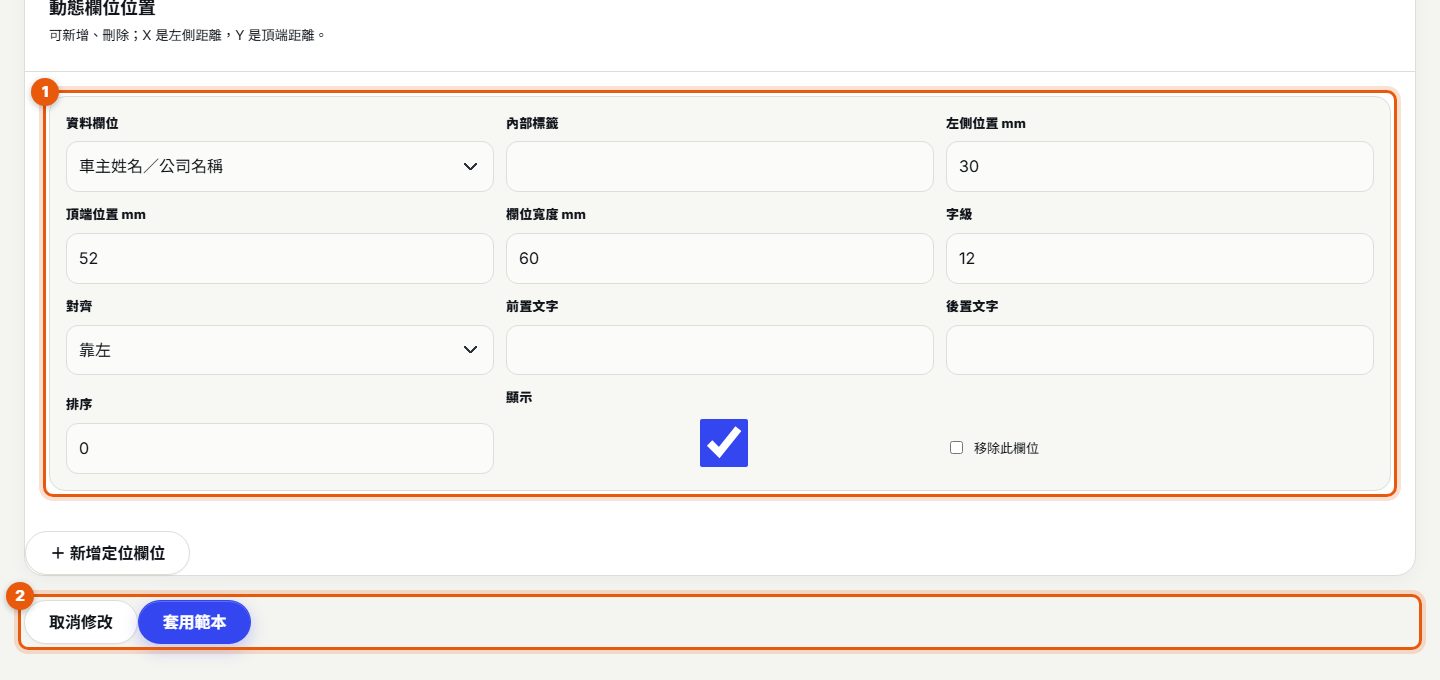 動態欄位位置
可新增、刪除；X 是左側距離，Y 是頂端距離。
1
資料欄位 內部標籤 左側位置 mm
車主姓名／公司名稱 30
頂端位置 mm 欄位寬度 mm 字級
52 60 12
對齊 前置文字 後置文字
靠左
排序 顯示
0 移除此欄位
+ 新增定位欄位
2
取消修改 套用範本